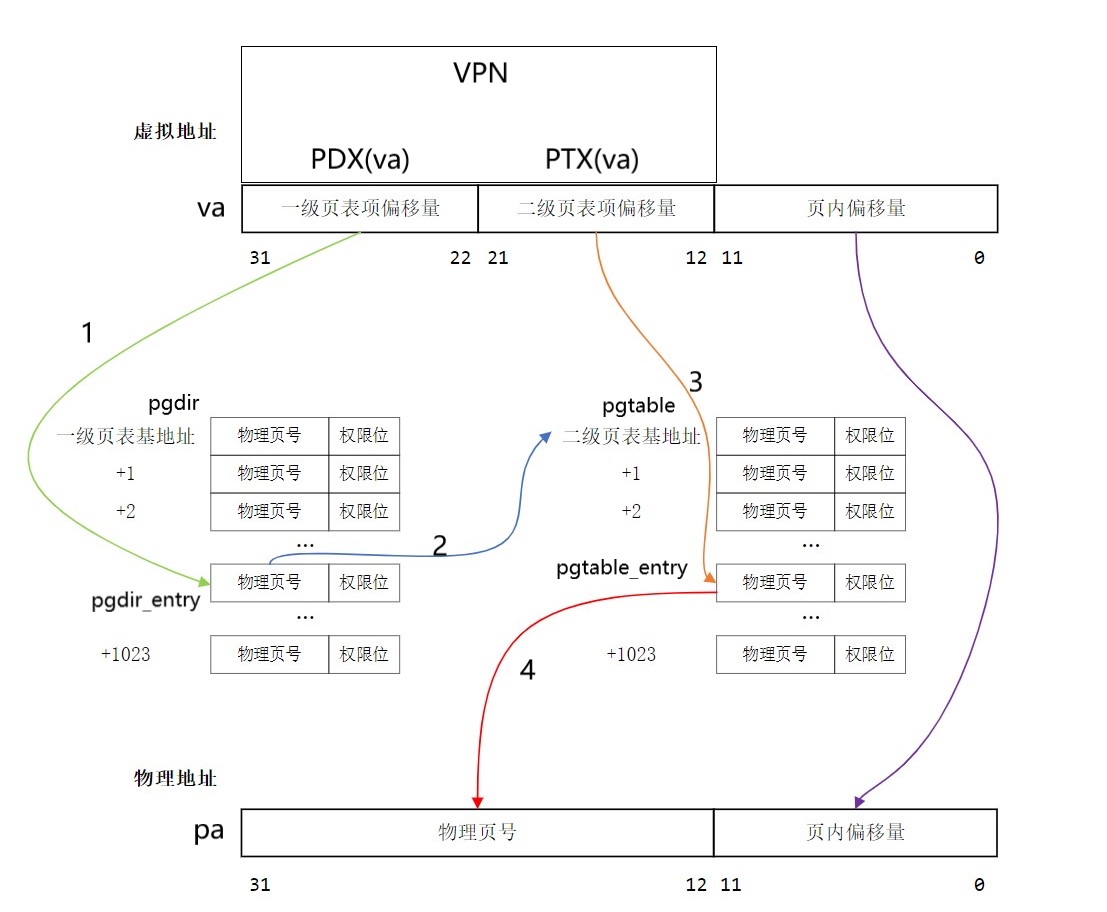 VPN
虚拟地址
PDX(va) PTX(va)
va 一级页表项偏移量 二级页表项偏移量 页内偏移量
31 22 21 12 11 0
1
3
pgdir pgtable
一级页表基地址 物理页号 权限位 二级页表基地址 物理页号 权限位
+1 物理页号 权限位 +1 物理页号 权限位
+2 物理页号 权限位 +2 物理页号 权限位
... 2 ...
pgdir_entry 物理页号 权限位 pgtable_entry 物理页号 权限位
... ...
+1023 物理页号 权限位 +1023 物理页号 权限位
4
物理地址
pa 物理页号 页内偏移量
31 12 11 0